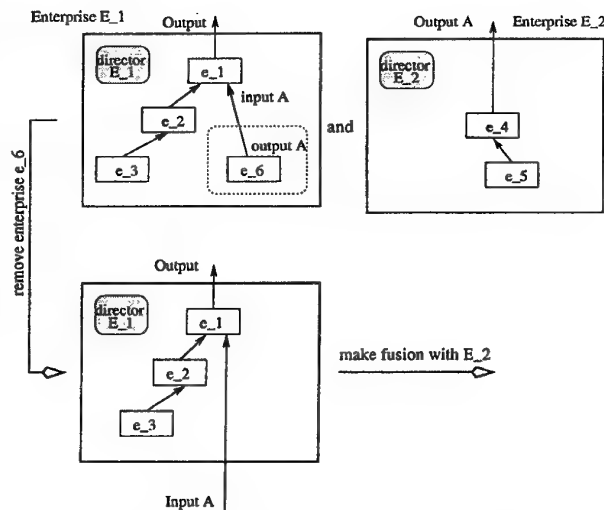 Enterprise E_1
Output
director
E_1
e_1
input A
e_2
output A
e_3
e_6
and
Output A
Enterprise E_2
director
E_2
e_4
e_5
remove enterprise e_6
Output
director
E_1
e_1
e_2
e_3
make fusion with E_2
Input A